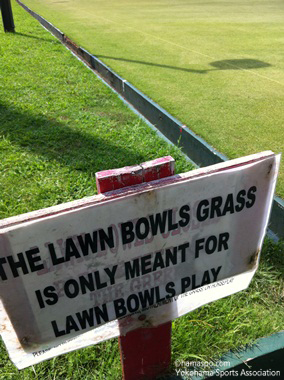 THE LAWN BOWLS GRASS
IS ONLY MEANT FOR
LAWN BOWLS PLAY
©hamaspo.com
Yokohama Sports Association